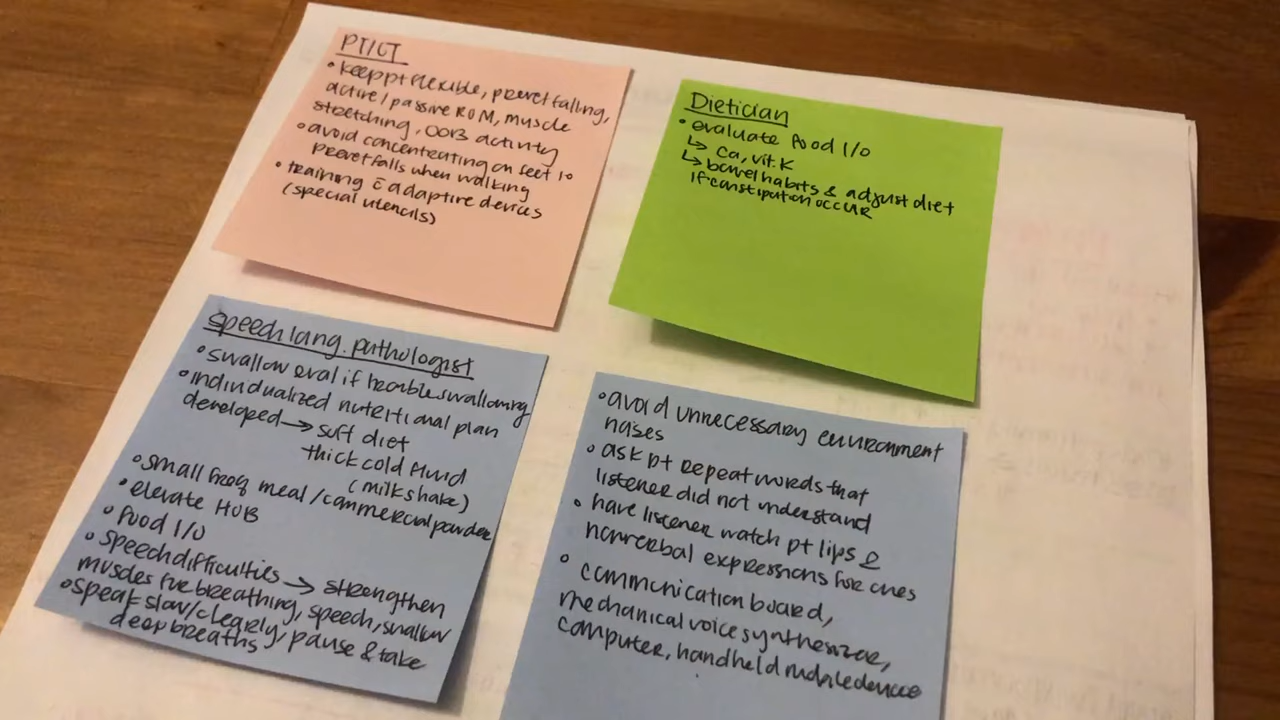 PT/OT
• keep pt flexible, prevet falling,
active/passive ROM, muscle
stretching, OOB activity
• avoid concentrating on feet to
prevet falls when walking
• training c̄ adaptive devices
(special utencils)
Dietician
• evaluate food I/O
↳ Ca, vit. K
↳ bowel habits & adjust diet
if constipation occur
Speech lang. pathologist
• swallow eval if trouble swallowing
• individualized nutritional plan
developed → soft diet
thick cold fluid
(milkshake)
• small freq meal/commercial powder
• elevate HOB
• food I/O
• speech difficulties → strengthen
muscles for breathing, speech, swallow
• speak slow/clearly, pause & take
deep breaths
• avoid unnecessary environment
noises
• ask pt repeat words that
listener did not understand
• have listener watch pt lips &
nonverbal expressions for cues
• communication board,
mechanical voice synthesizer,
computer, handheld mobile device